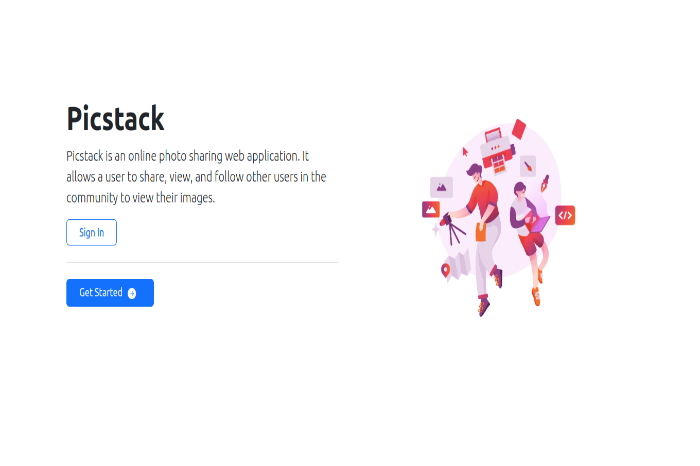 Picstack
Picstack is an online photo sharing web application. It
allows a user to share, view, and follow other users in the
community to view their images.
Sign In
Get Started
</>